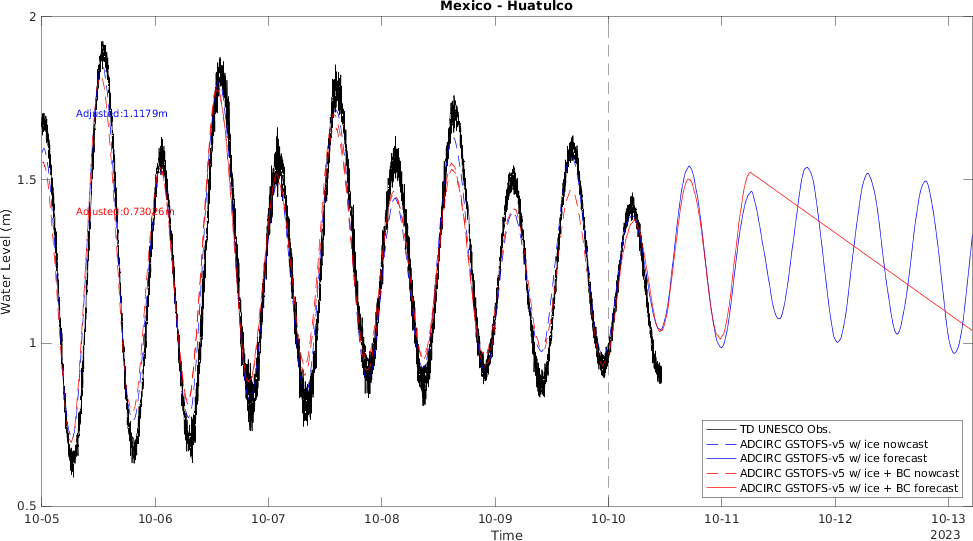 Mexico - Huatulco
Water Level (m)
2
1.5
1
0.5
Adjusted:1.1179m
Adjusted:0.73026m
TD UNESCO Obs.
ADCIRC GSTOFS-v5 w/ ice nowcast
ADCIRC GSTOFS-v5 w/ ice forecast
ADCIRC GSTOFS-v5 w/ ice + BC nowcast
ADCIRC GSTOFS-v5 w/ ice + BC forecast
10-05 10-06 10-07 10-08 10-09 10-10 10-11 10-12 10-13
Time
2023